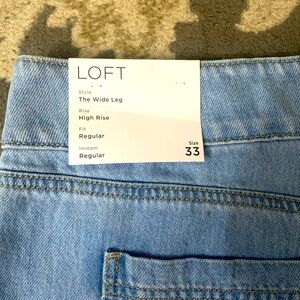 LOFT
Style
The Wide Leg
Rise
High Rise
Fit
Regular
Inseam
Regular
Size
33